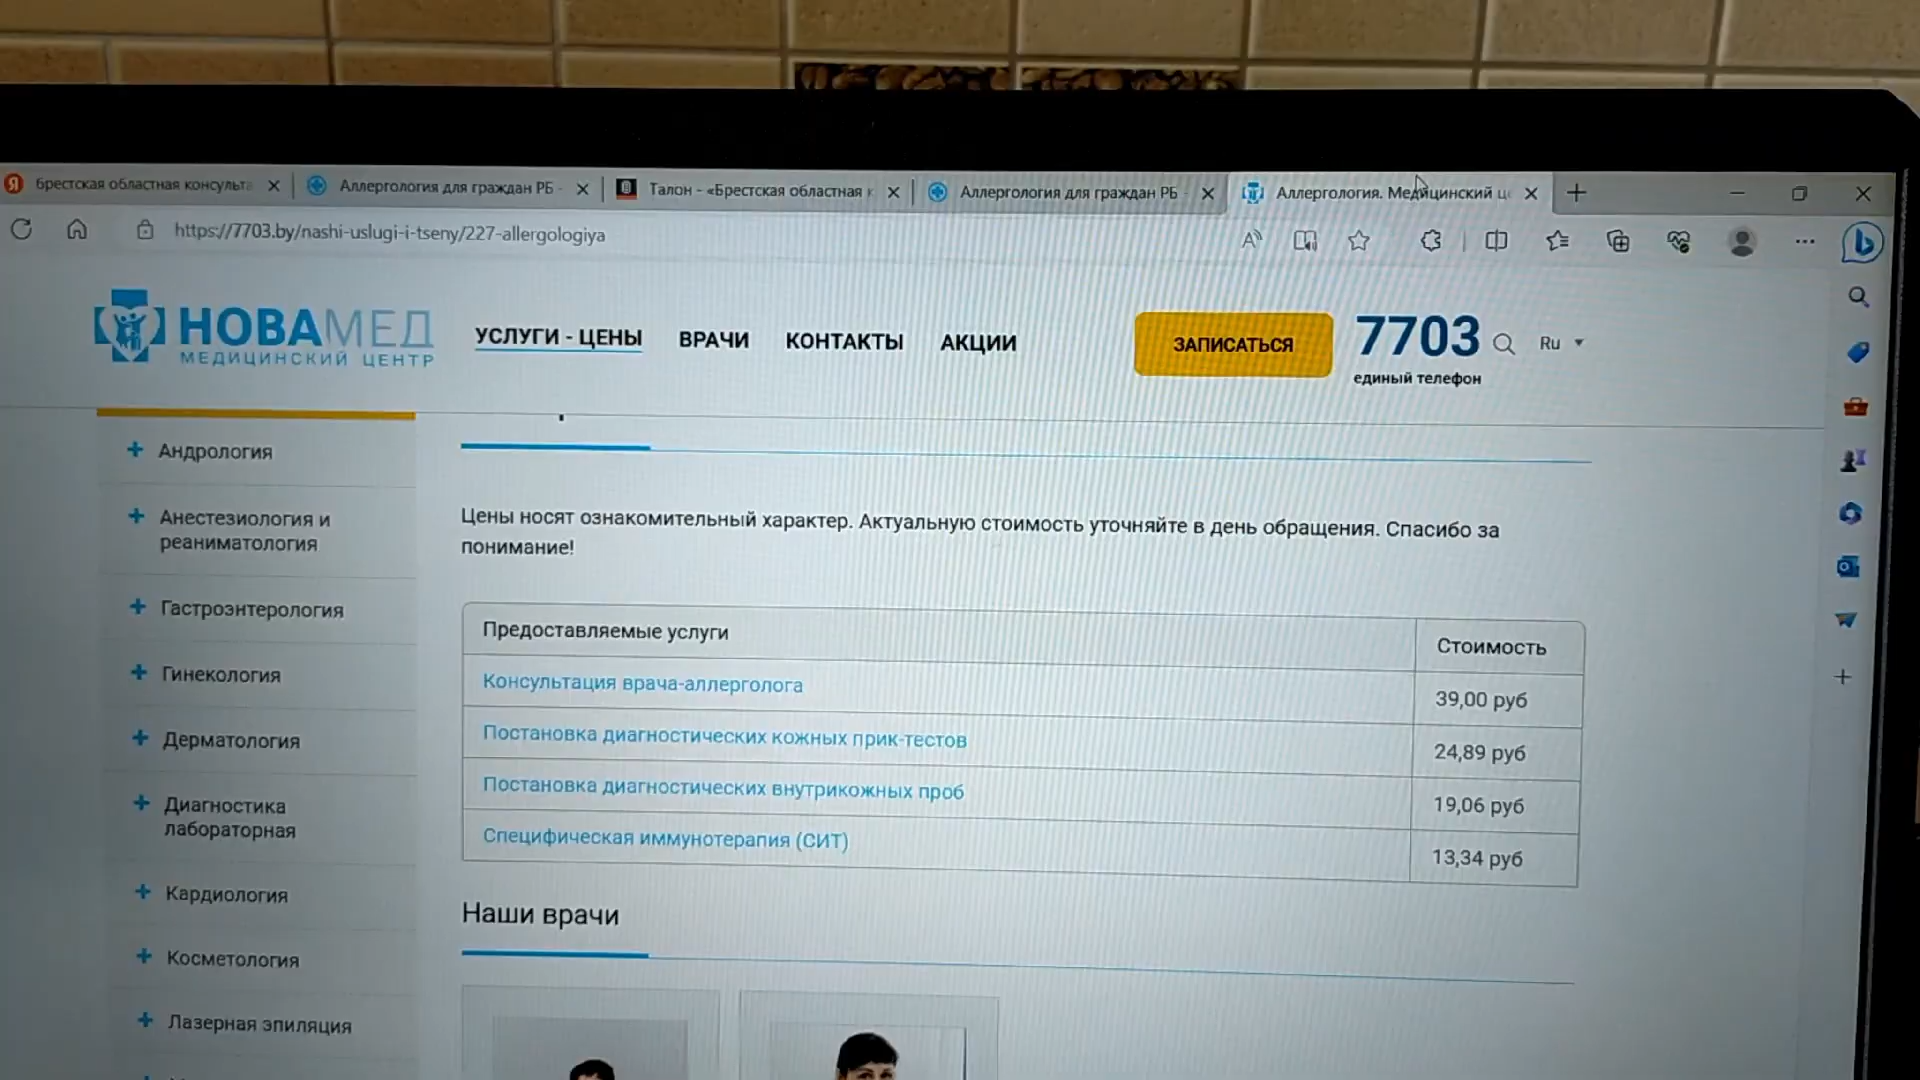 брестская областная консульта
Аллергология для граждан РБ -
Талон - «Брестская областная к
Аллергология для граждан РБ -
Аллергология. Медицинский це
https://7703.by/nashi-uslugi-i-tseny/227-allergologiya
НОВАМЕД
МЕДИЦИНСКИЙ ЦЕНТР
УСЛУГИ - ЦЕНЫ
ВРАЧИ
КОНТАКТЫ
АКЦИИ
ЗАПИСАТЬСЯ
7703
единый телефон
Ru
Андрология
Анестезиология и
реаниматология
Гастроэнтерология
Гинекология
Дерматология
Диагностика
лабораторная
Кардиология
Косметология
Лазерная эпиляция
Цены носят ознакомительный характер. Актуальную стоимость уточняйте в день обращения. Спасибо за
понимание!
Предоставляемые услуги Стоимость
Консультация врача-аллерголога 39,00 руб
Постановка диагностических кожных прик-тестов 24,89 руб
Постановка диагностических внутрикожных проб 19,06 руб
Специфическая иммунотерапия (СИТ) 13,34 руб
Наши врачи